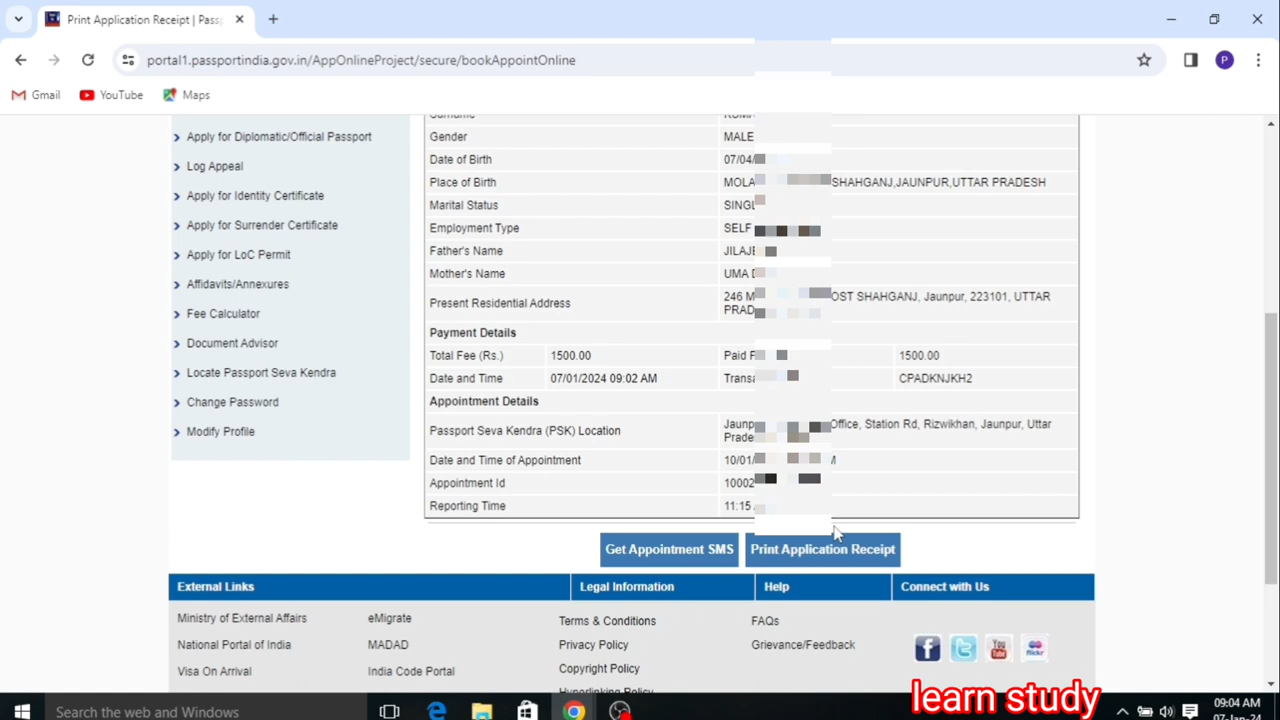 Print Application Receipt | Pass
portal1.passportindia.gov.in/AppOnlineProject/secure/bookAppointOnline
P
Gmail YouTube Maps
Apply for Diplomatic/Official Passport
Log Appeal
Apply for Identity Certificate
Apply for Surrender Certificate
Apply for LoC Permit
Affidavits/Annexures
Fee Calculator
Document Advisor
Locate Passport Seva Kendra
Change Password
Modify Profile
Gender MALE
Date of Birth 07/04/
Place of Birth MOLA SHAHGANJ,JAUNPUR,UTTAR PRADESH
Marital Status SINGL
Employment Type SELF
Father's Name JILAJE
Mother's Name UMA D
Present Residential Address 246 M OST SHAHGANJ, Jaunpur, 223101, UTTAR
PRAD
Payment Details
Total Fee (Rs.) 1500.00 Paid 1500.00
Date and Time 07/01/2024 09:02 AM Transa CPADKNJKH2
Appointment Details
Passport Seva Kendra (PSK) Location Jaunp Office, Station Rd, Rizwikhan, Jaunpur, Uttar
Prade
Date and Time of Appointment 10/01/ M
Appointment Id 10002
Reporting Time 11:15
Get Appointment SMS Print Application Receipt
External Links Legal Information Help Connect with Us
Ministry of External Affairs eMigrate Terms & Conditions FAQs
National Portal of India MADAD Privacy Policy Grievance/Feedback
Visa On Arrival India Code Portal Copyright Policy
Hyperlinking Policy
learn study
Search the web and Windows
09:04 AM
07-Jan-24